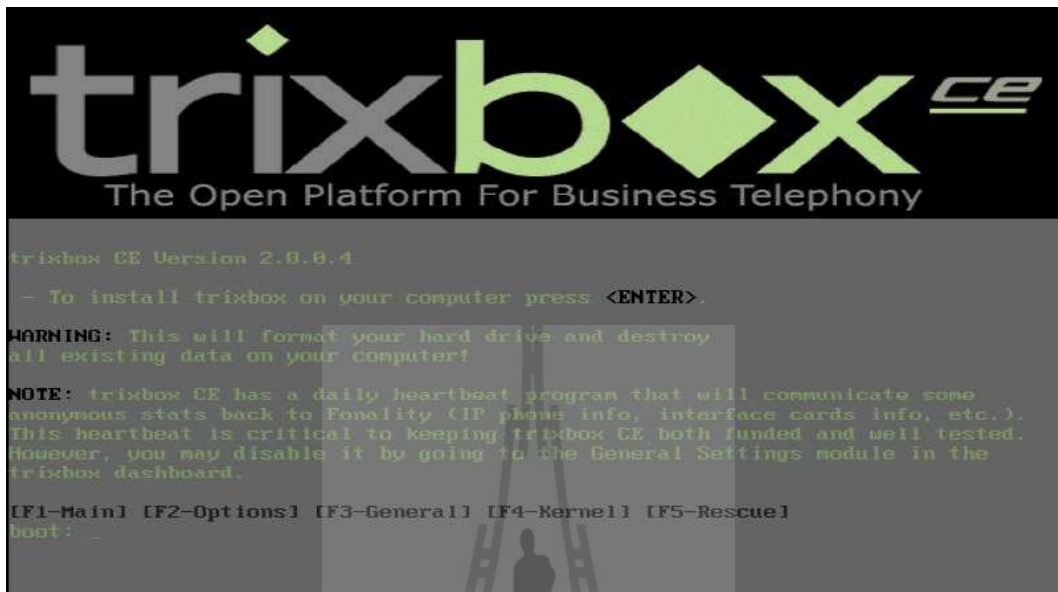 trixbox ce
The Open Platform For Business Telephony
trixbox CE Version 2.0.0.4
- To install trixbox on your computer press <ENTER>.
WARNING: This will format your hard drive and destroy
all existing data on your computer!
NOTE: trixbox CE has a daily heartbeat program that will communicate some
anonymous stats back to Fonality (IP phone info, interface cards info, etc.).
This heartbeat is critical to keeping trixbox CE both funded and well tested.
However, you may disable it by going to the General Settings module in the
trixbox dashboard.
[F1-Main] [F2-Options] [F3-General] [F4-Kernel] [F5-Rescue]
boot: _